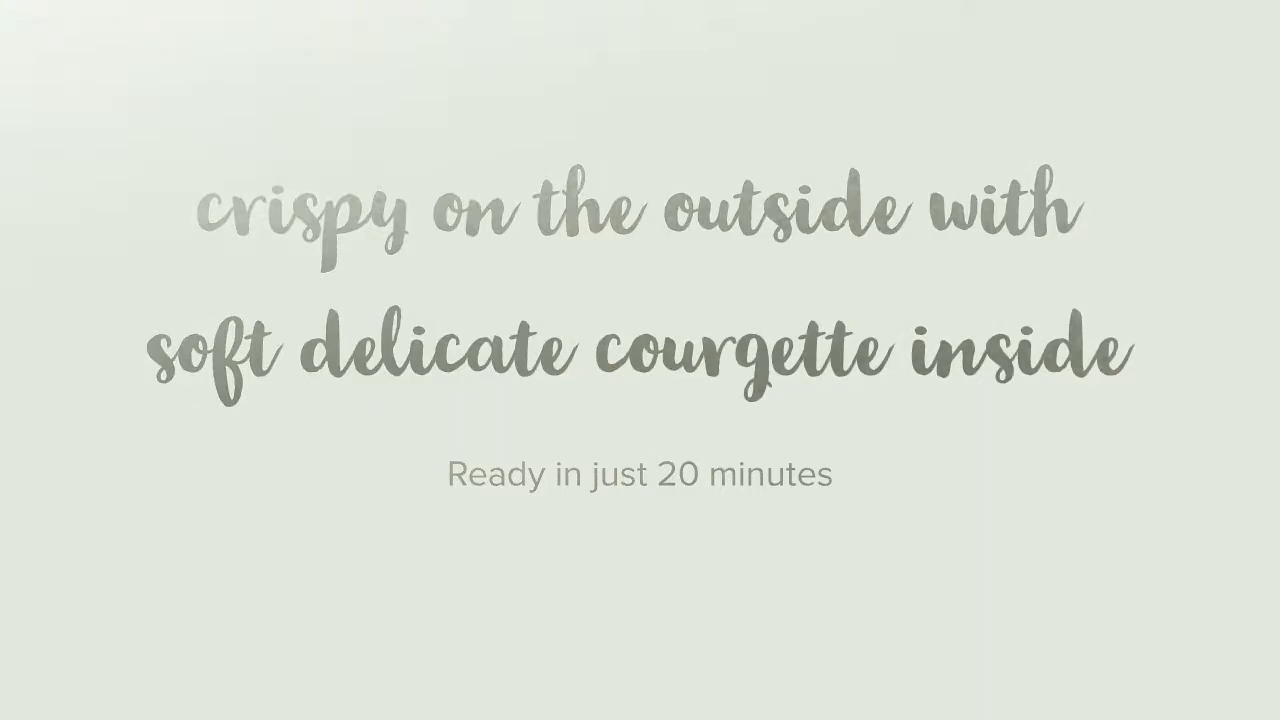 crispy on the outside with
soft delicate courgette inside
Ready in just 20 minutes